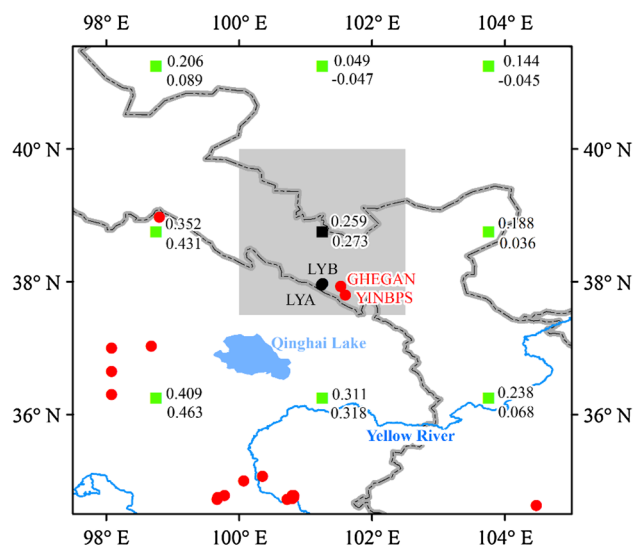 98° E 100° E 102° E 104° E
0.206 0.049 0.144
0.089 -0.047 -0.045
40° N 40° N
0.352 0.259 0.188
0.431 0.273 0.036
38° N 38° N
LYB GHEGAN
LYA YINBPS
Qinghai Lake
0.409 0.311 0.238
0.463 0.318 0.068
36° N 36° N
Yellow River
98° E 100° E 102° E 104° E